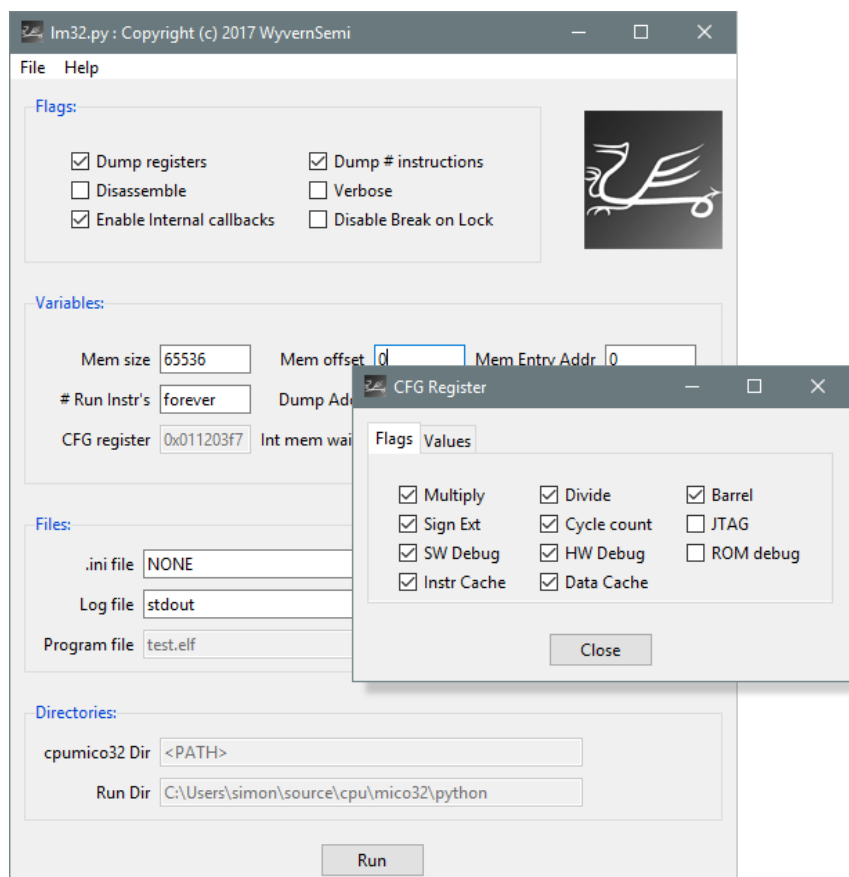 lm32.py : Copyright (c) 2017 WyvernSemi
File Help
Flags:
Dump registers Dump # instructions
Disassemble Verbose
Enable Internal callbacks Disable Break on Lock
Variables:
Mem size 65536 Mem offset 0 Mem Entry Addr 0
# Run Instr's forever Dump Ad
CFG register 0x011203f7 Int mem wai
CFG Register
Flags Values
Multiply Divide Barrel
Sign Ext Cycle count JTAG
SW Debug HW Debug ROM debug
Instr Cache Data Cache
Close
Files:
.ini file NONE
Log file stdout
Program file test.elf
Directories:
cpumico32 Dir <PATH>
Run Dir C:\Users\simon\source\cpu\mico32\python
Run